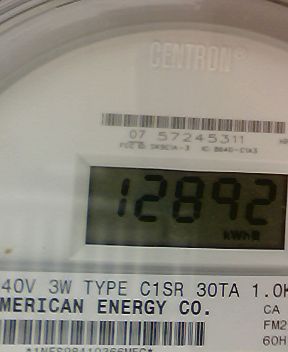 CENTRON®
07 57245311
12892
kWh
40V 3W TYPE C1SR 30TA 1.0K
MERICAN ENERGY CO.
CA
FM2
60H